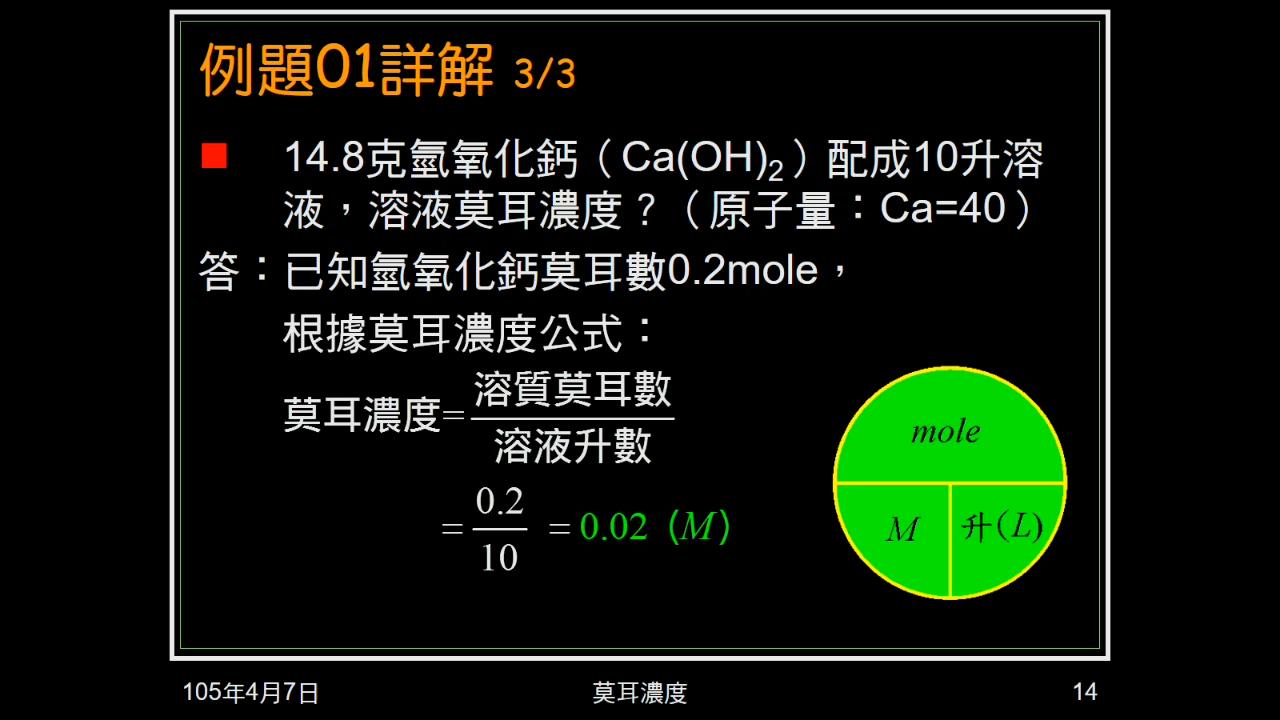 例題01詳解 3/3
14.8克氫氧化鈣（Ca(OH)₂）配成10升溶
液，溶液莫耳濃度？（原子量：Ca=40）
答：已知氫氧化鈣莫耳數0.2mole，
根據莫耳濃度公式：
莫耳濃度=溶質莫耳數
溶液升數
=0.2
10
=0.02（M）
mole
M
升(L)
105年4月7日
莫耳濃度
14